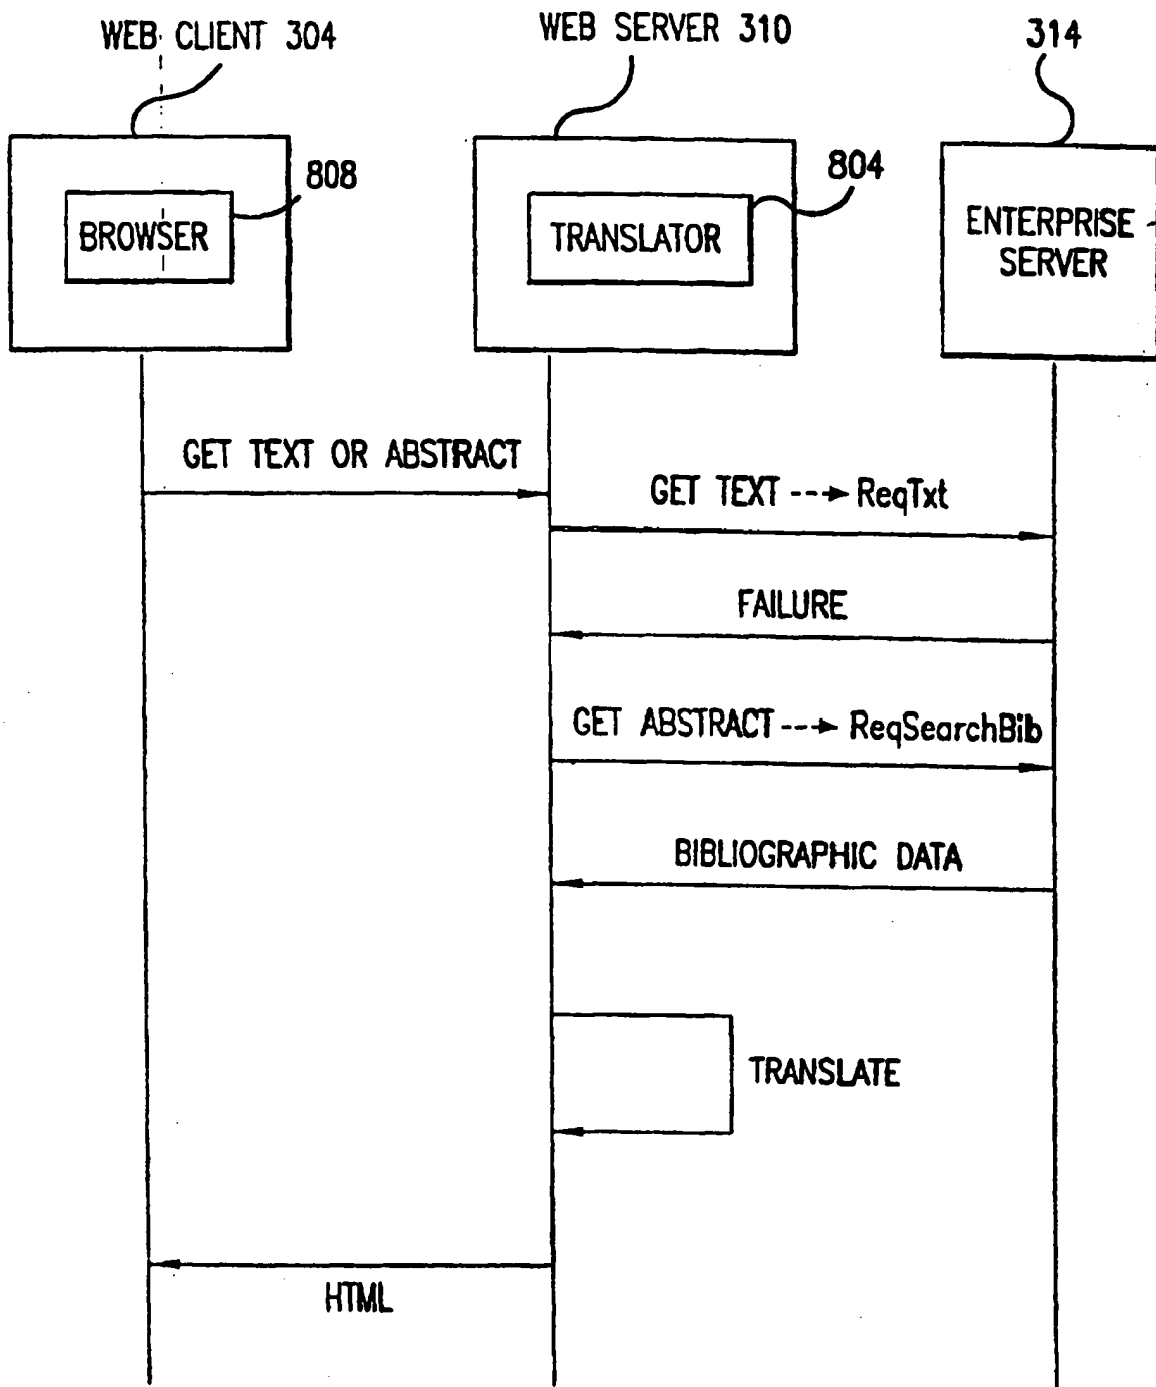 WEB CLIENT 304
WEB SERVER 310
314
808
804
BROWSER
TRANSLATOR
ENTERPRISE
SERVER
GET TEXT OR ABSTRACT
GET TEXT ---→ ReqTxt
FAILURE
GET ABSTRACT ---→ ReqSearchBib
BIBLIOGRAPHIC DATA
TRANSLATE
HTML